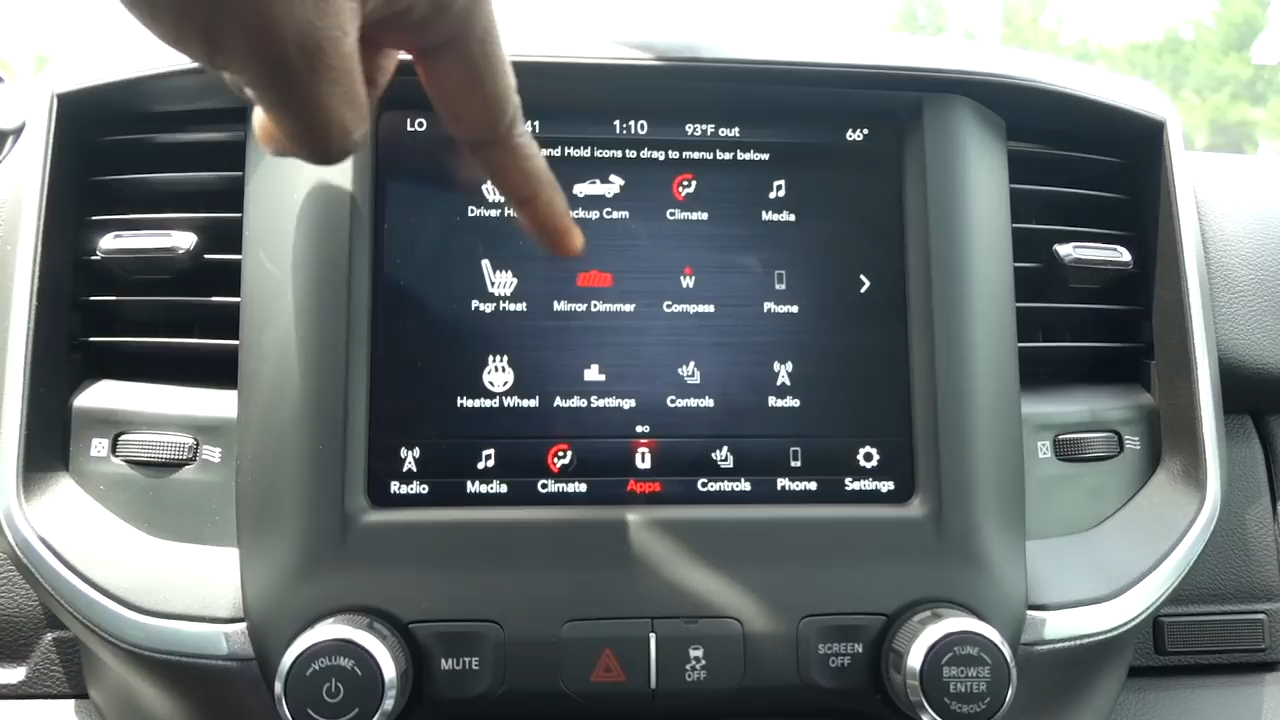 LO 41 1:10 93°F out 66°
and Hold icons to drag to menu bar below
Driver Climate Media
Cam
Psgr Heat Mirror Dimmer Compass Phone
W
Heated Wheel Audio Settings Controls Radio
Radio Media Climate Apps Controls Phone Settings
VOLUME
MUTE
OFF
SCREEN
OFF
TUNE
BROWSE
ENTER
SCROLL